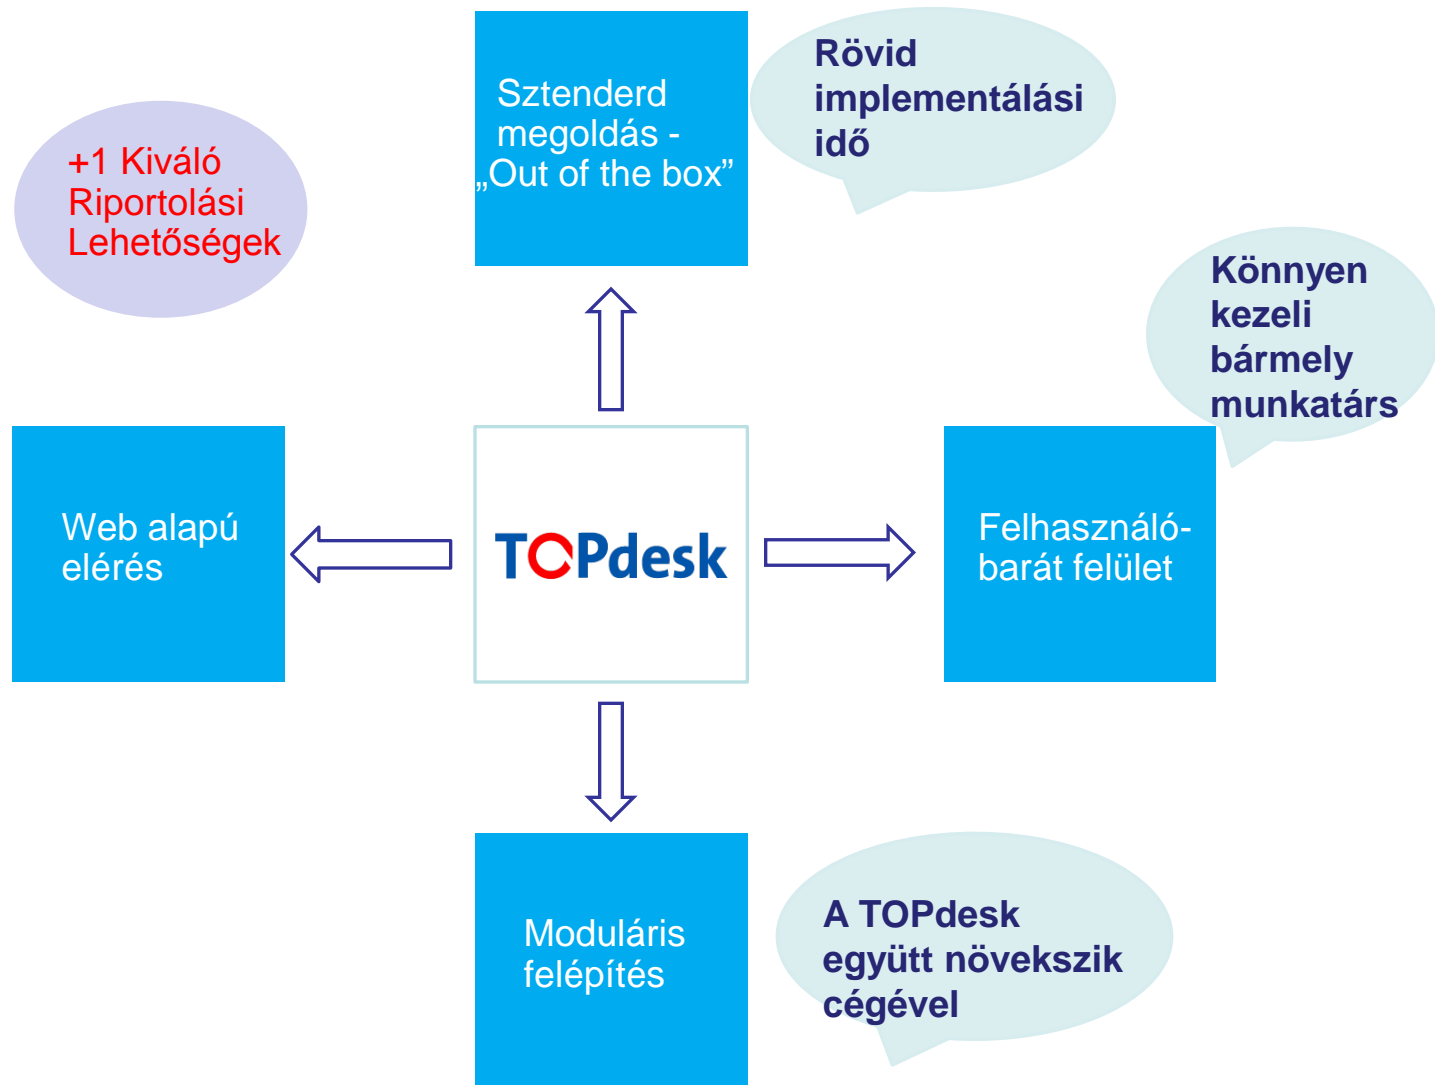 Sztenderd
megoldás -
„Out of the box”
Rövid
implementálási
idő
+1 Kiváló
Riportolási
Lehetőségek
Könnyen
kezeli
bármely
munkatárs
Web alapú
elérés
TOPdesk
Felhasználó-
barát felület
Moduláris
felépítés
A TOPdesk
együtt növekszik
cégével